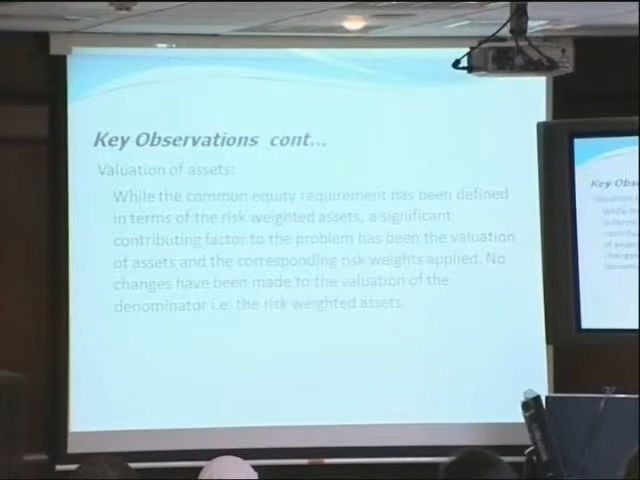 Key Observations cont...
Valuation of assets:
While the common equity requirement has been defined
in terms of the risk weighted assets, a significant
contributing factor to the problem has been the valuation
of assets and the corresponding risk weights applied. No
changes have been made to the valuation of the
denominator i.e. the risk weighted assets
Key Obs